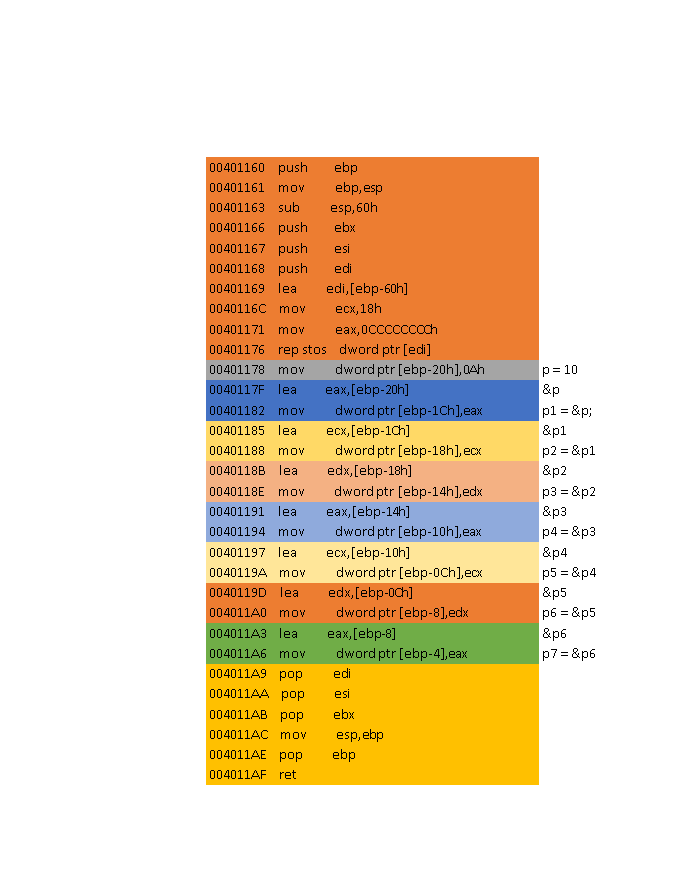 00401160 push ebp
00401161 mov ebp,esp
00401163 sub esp,60h
00401166 push ebx
00401167 push esi
00401168 push edi
00401169 lea edi,[ebp-60h]
0040116C mov ecx,18h
00401171 mov eax,0CCCCCCCCh
00401176 rep stos dword ptr [edi]
00401178 mov dword ptr [ebp-20h],0Ah p = 10
0040117F lea eax,[ebp-20h] &p
00401182 mov dword ptr [ebp-1Ch],eax p1 = &p;
00401185 lea ecx,[ebp-1Ch] &p1
00401188 mov dword ptr [ebp-18h],ecx p2 = &p1
0040118B lea edx,[ebp-18h] &p2
0040118E mov dword ptr [ebp-14h],edx p3 = &p2
00401191 lea eax,[ebp-14h] &p3
00401194 mov dword ptr [ebp-10h],eax p4 = &p3
00401197 lea ecx,[ebp-10h] &p4
0040119A mov dword ptr [ebp-0Ch],ecx p5 = &p4
0040119D lea edx,[ebp-0Ch] &p5
004011A0 mov dword ptr [ebp-8],edx p6 = &p5
004011A3 lea eax,[ebp-8] &p6
004011A6 mov dword ptr [ebp-4],eax p7 = &p6
004011A9 pop edi
004011AA pop esi
004011AB pop ebx
004011AC mov esp,ebp
004011AE pop ebp
004011AF ret